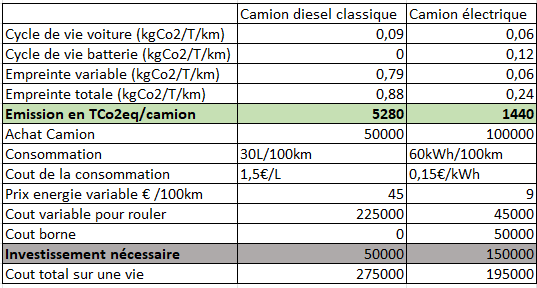 Camion diesel classique Camion électrique
Cycle de vie voiture (kgCo2/T/km) 0,09 0,06
Cycle de vie batterie (kgCo2/T/km) 0 0,12
Empreinte variable (kgCo2/T/km) 0,79 0,06
Empreinte totale (kgCo2/T/km) 0,88 0,24
Emission en TCo2eq/camion 5280 1440
Achat Camion 50000 100000
Consommation 30L/100km 60kWh/100km
Cout de la consommation 1,5€/L 0,15€/kWh
Prix energie variable € /100km 45 9
Cout variable pour rouler 225000 45000
Cout borne 0 50000
Investissement nécessaire 50000 150000
Cout total sur une vie 275000 195000